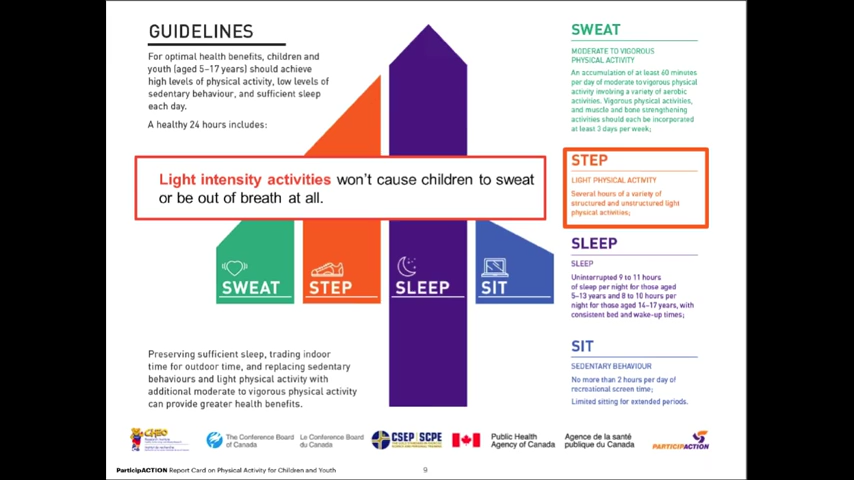 GUIDELINES
For optimal health benefits, children and
youth (aged 5–17 years) should achieve
high levels of physical activity, low levels of
sedentary behaviour, and sufficient sleep
each day.
A healthy 24 hours includes:
Light intensity activities won't cause children to sweat
or be out of breath at all.
SWEAT
STEP
SLEEP
SIT
Preserving sufficient sleep, trading indoor
time for outdoor time, and replacing sedentary
behaviours and light physical activity with
additional moderate to vigorous physical activity
can provide greater health benefits.
SWEAT
MODERATE TO VIGOROUS
PHYSICAL ACTIVITY
An accumulation of at least 60 minutes
per day of moderate to vigorous physical
activity involving a variety of aerobic
activities. Vigorous physical activities,
and muscle and bone strengthening
activities should each be incorporated
at least 3 days per week;
STEP
LIGHT PHYSICAL ACTIVITY
Several hours of a variety of
structured and unstructured light
physical activities;
SLEEP
SLEEP
Uninterrupted 9 to 11 hours
of sleep per night for those aged
5–13 years and 8 to 10 hours per
night for those aged 14–17 years, with
consistent bed and wake-up times;
SIT
SEDENTARY BEHAVIOUR
No more than 2 hours per day of
recreational screen time;
Limited sitting for extended periods.
CHEO
The Conference Board
of Canada
Le Conference Board
du Canada
CSEP | SCPE
Public Health
Agency of Canada
Agence de la santé
publique du Canada
PARTICIPACTION
ParticipACTION Report Card on Physical Activity for Children and Youth
9